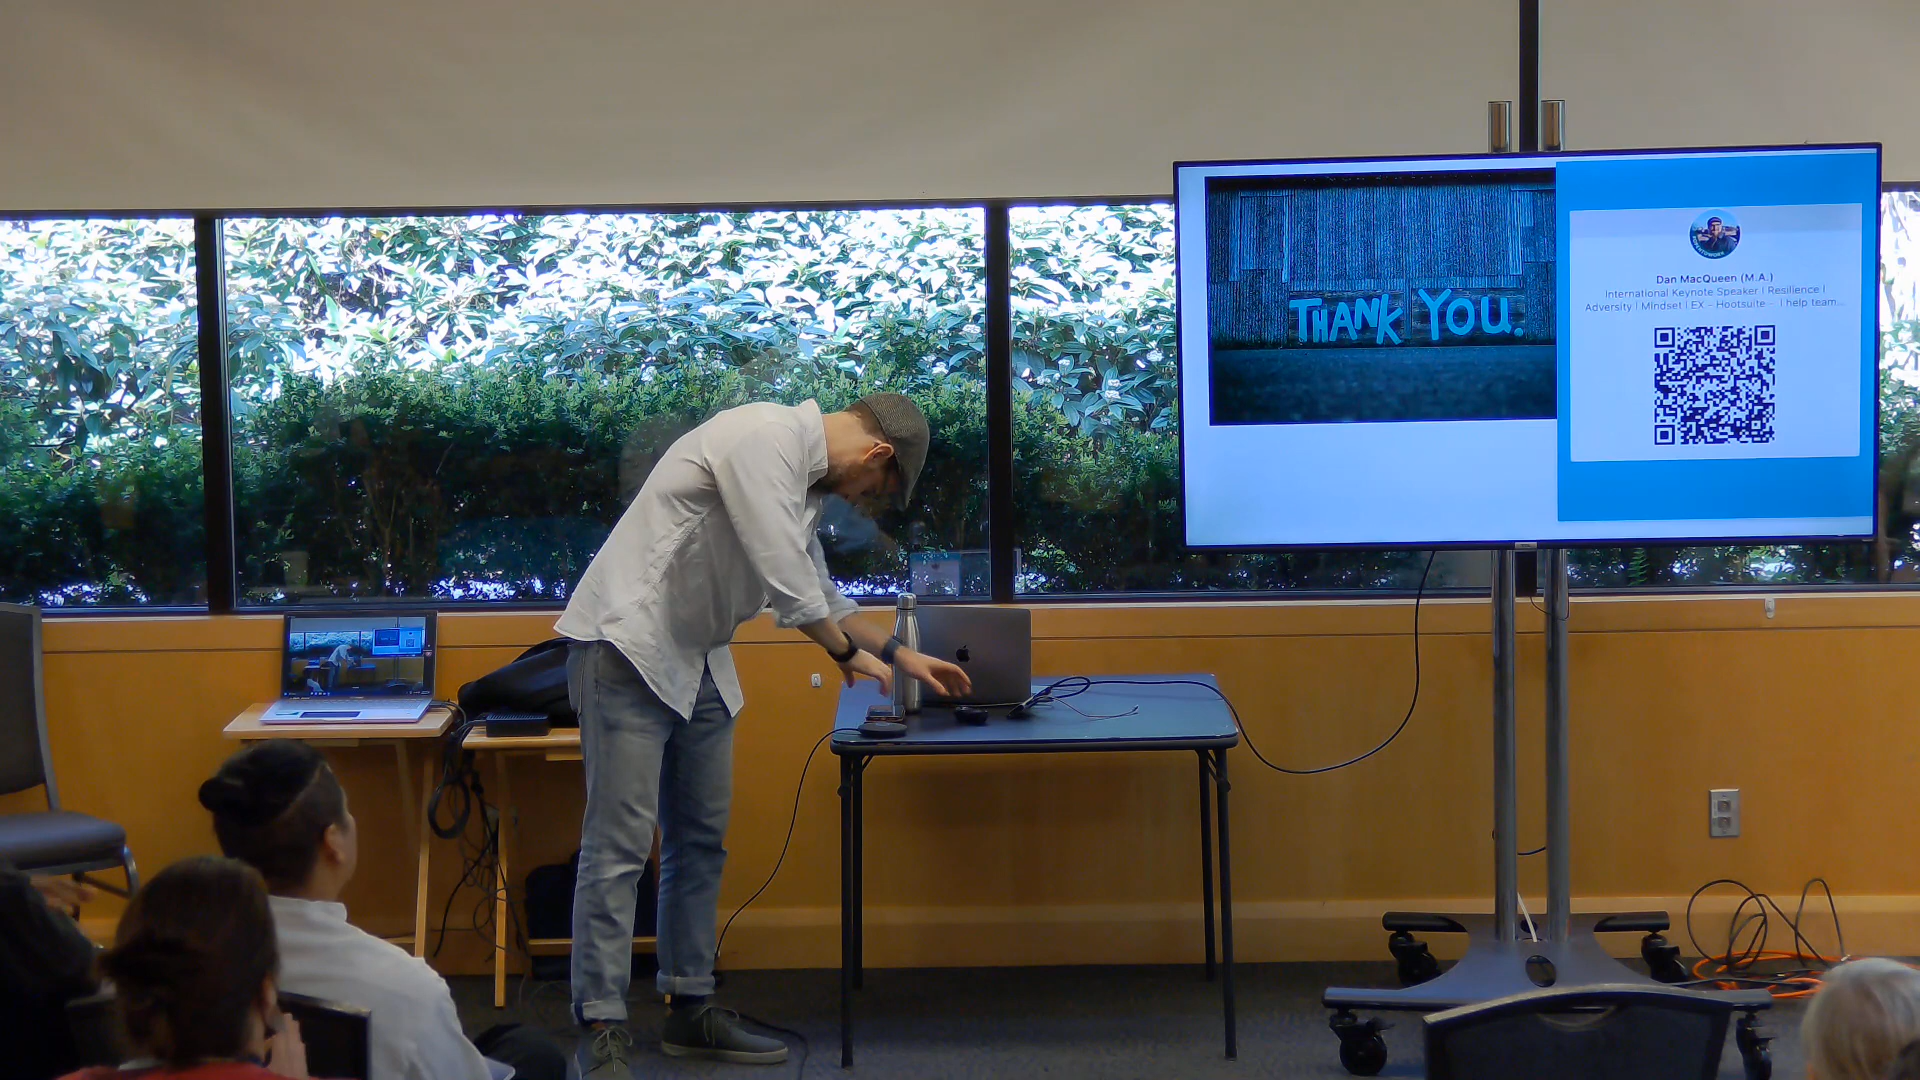 THANK YOU.
Dan MacQueen (M.A.)
International Keynote Speaker | Resilience |
Adversity | Mindset | EX - Hootsuite - I help team...